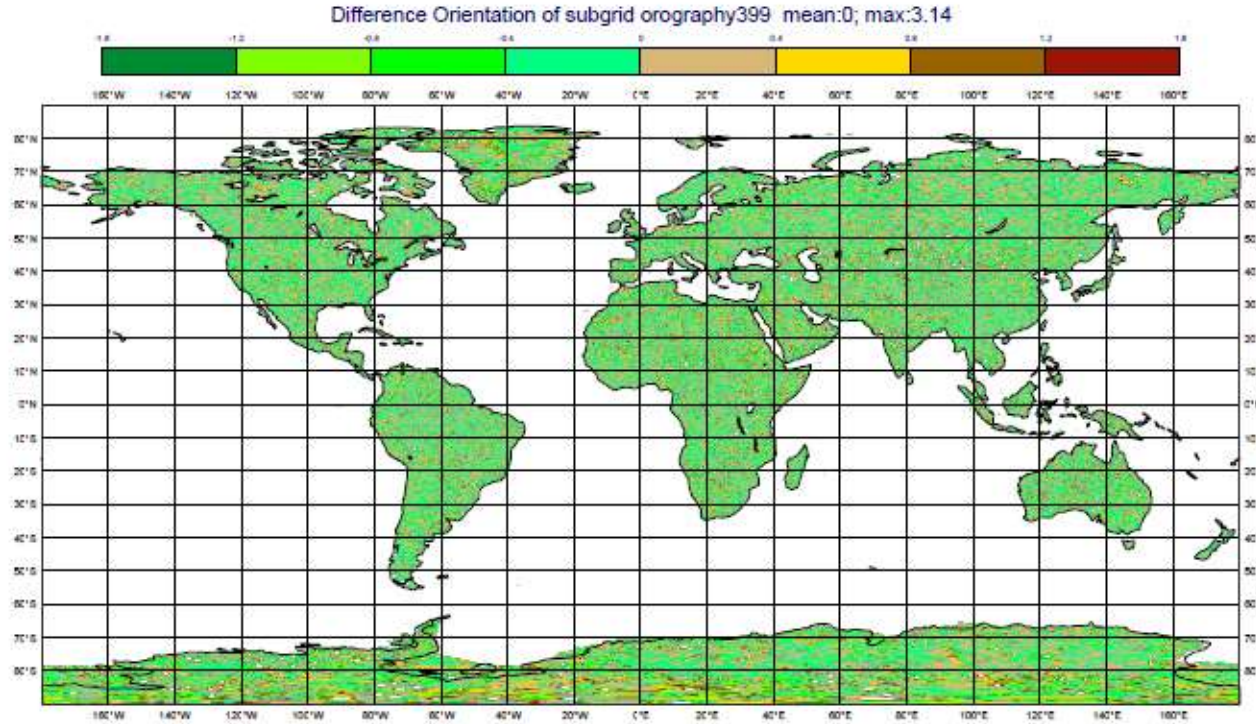 Difference Orientation of subgrid orography399 mean:0; max:3.14
-1.6 -1.2 -0.8 -0.4 0 0.4 0.8 1.2 1.6
160°W 140°W 120°W 100°W 80°W 60°W 40°W 20°W 0°E 20°E 40°E 60°E 80°E 100°E 120°E 140°E 160°E
80°N
70°N
60°N
50°N
40°N
30°N
20°N
10°N
0°N
10°S
20°S
30°S
40°S
50°S
60°S
70°S
80°S
160°W 140°W 120°W 100°W 80°W 60°W 40°W 20°W 0°E 20°E 40°E 60°E 80°E 100°E 120°E 140°E 160°E